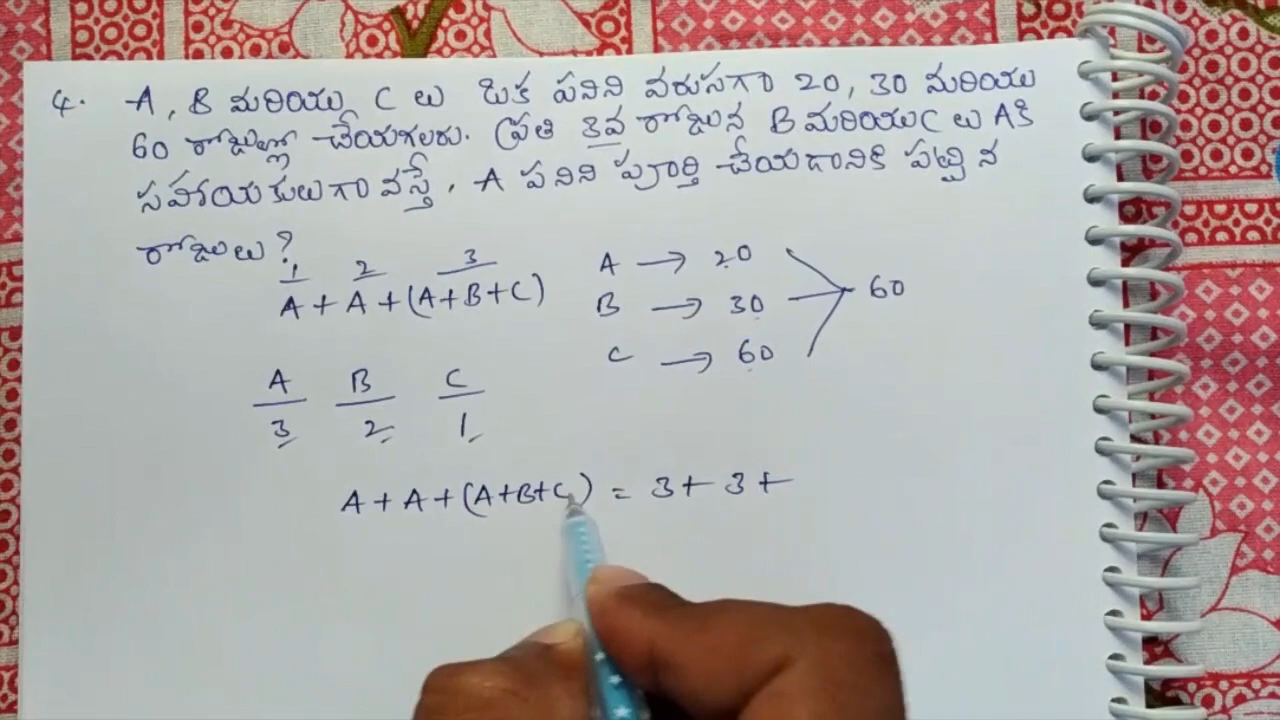 4. A, B మరియు C లు ఒక పనిని వరుసగా 20, 30 మరియు
60 రోజుల్లో చేయగలరు. ప్రతి 3వ రోజున B మరియు C లు A కి
సహాయకులుగా వస్తే, A పనిని పూర్తి చేయడానికి పట్టిన
రోజులు?
1 2 3
A + A + (A+B+C)
A → 20
B → 30
C → 60
60
A B C
3 2 1
A + A + (A+B+C) = 3 + 3 +